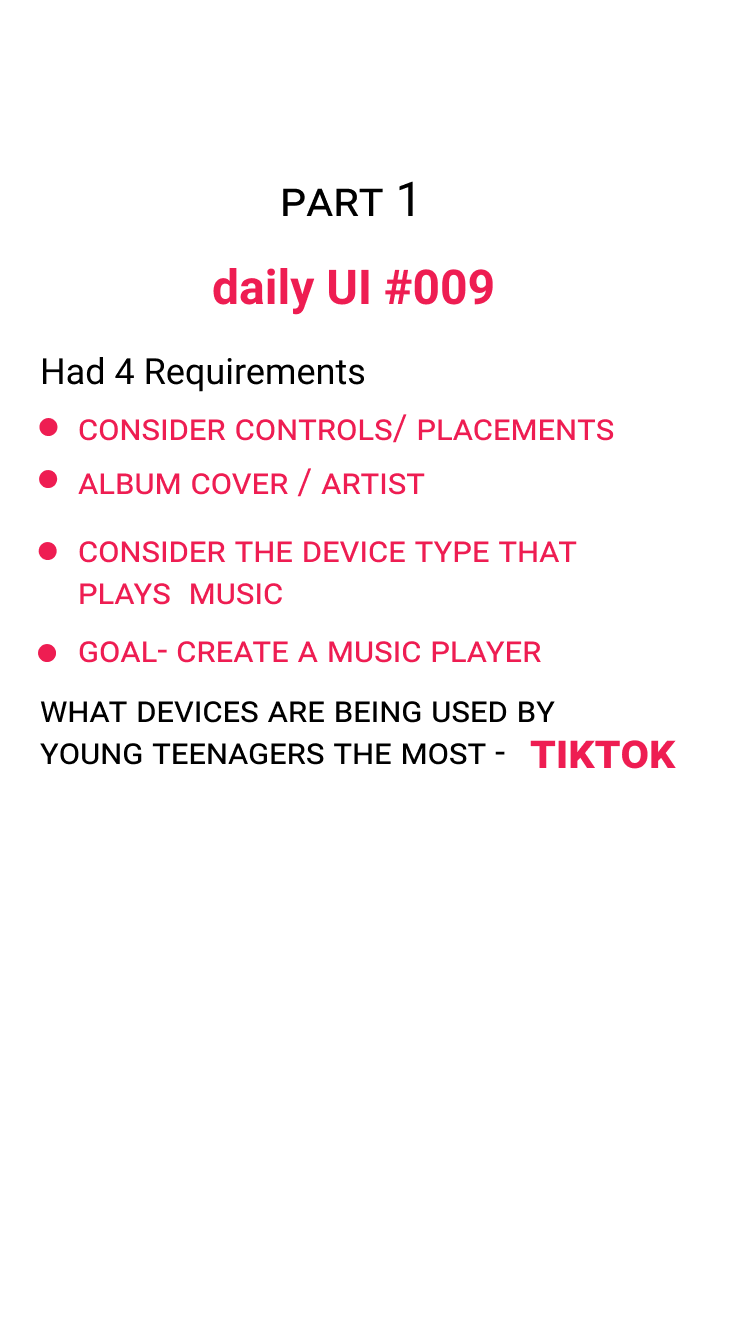 PART 1
daily UI #009
Had 4 Requirements
CONSIDER CONTROLS/ PLACEMENTS
ALBUM COVER / ARTIST
CONSIDER THE DEVICE TYPE THAT
PLAYS MUSIC
GOAL- CREATE A MUSIC PLAYER
WHAT DEVICES ARE BEING USED BY
YOUNG TEENAGERS THE MOST - TIKTOK